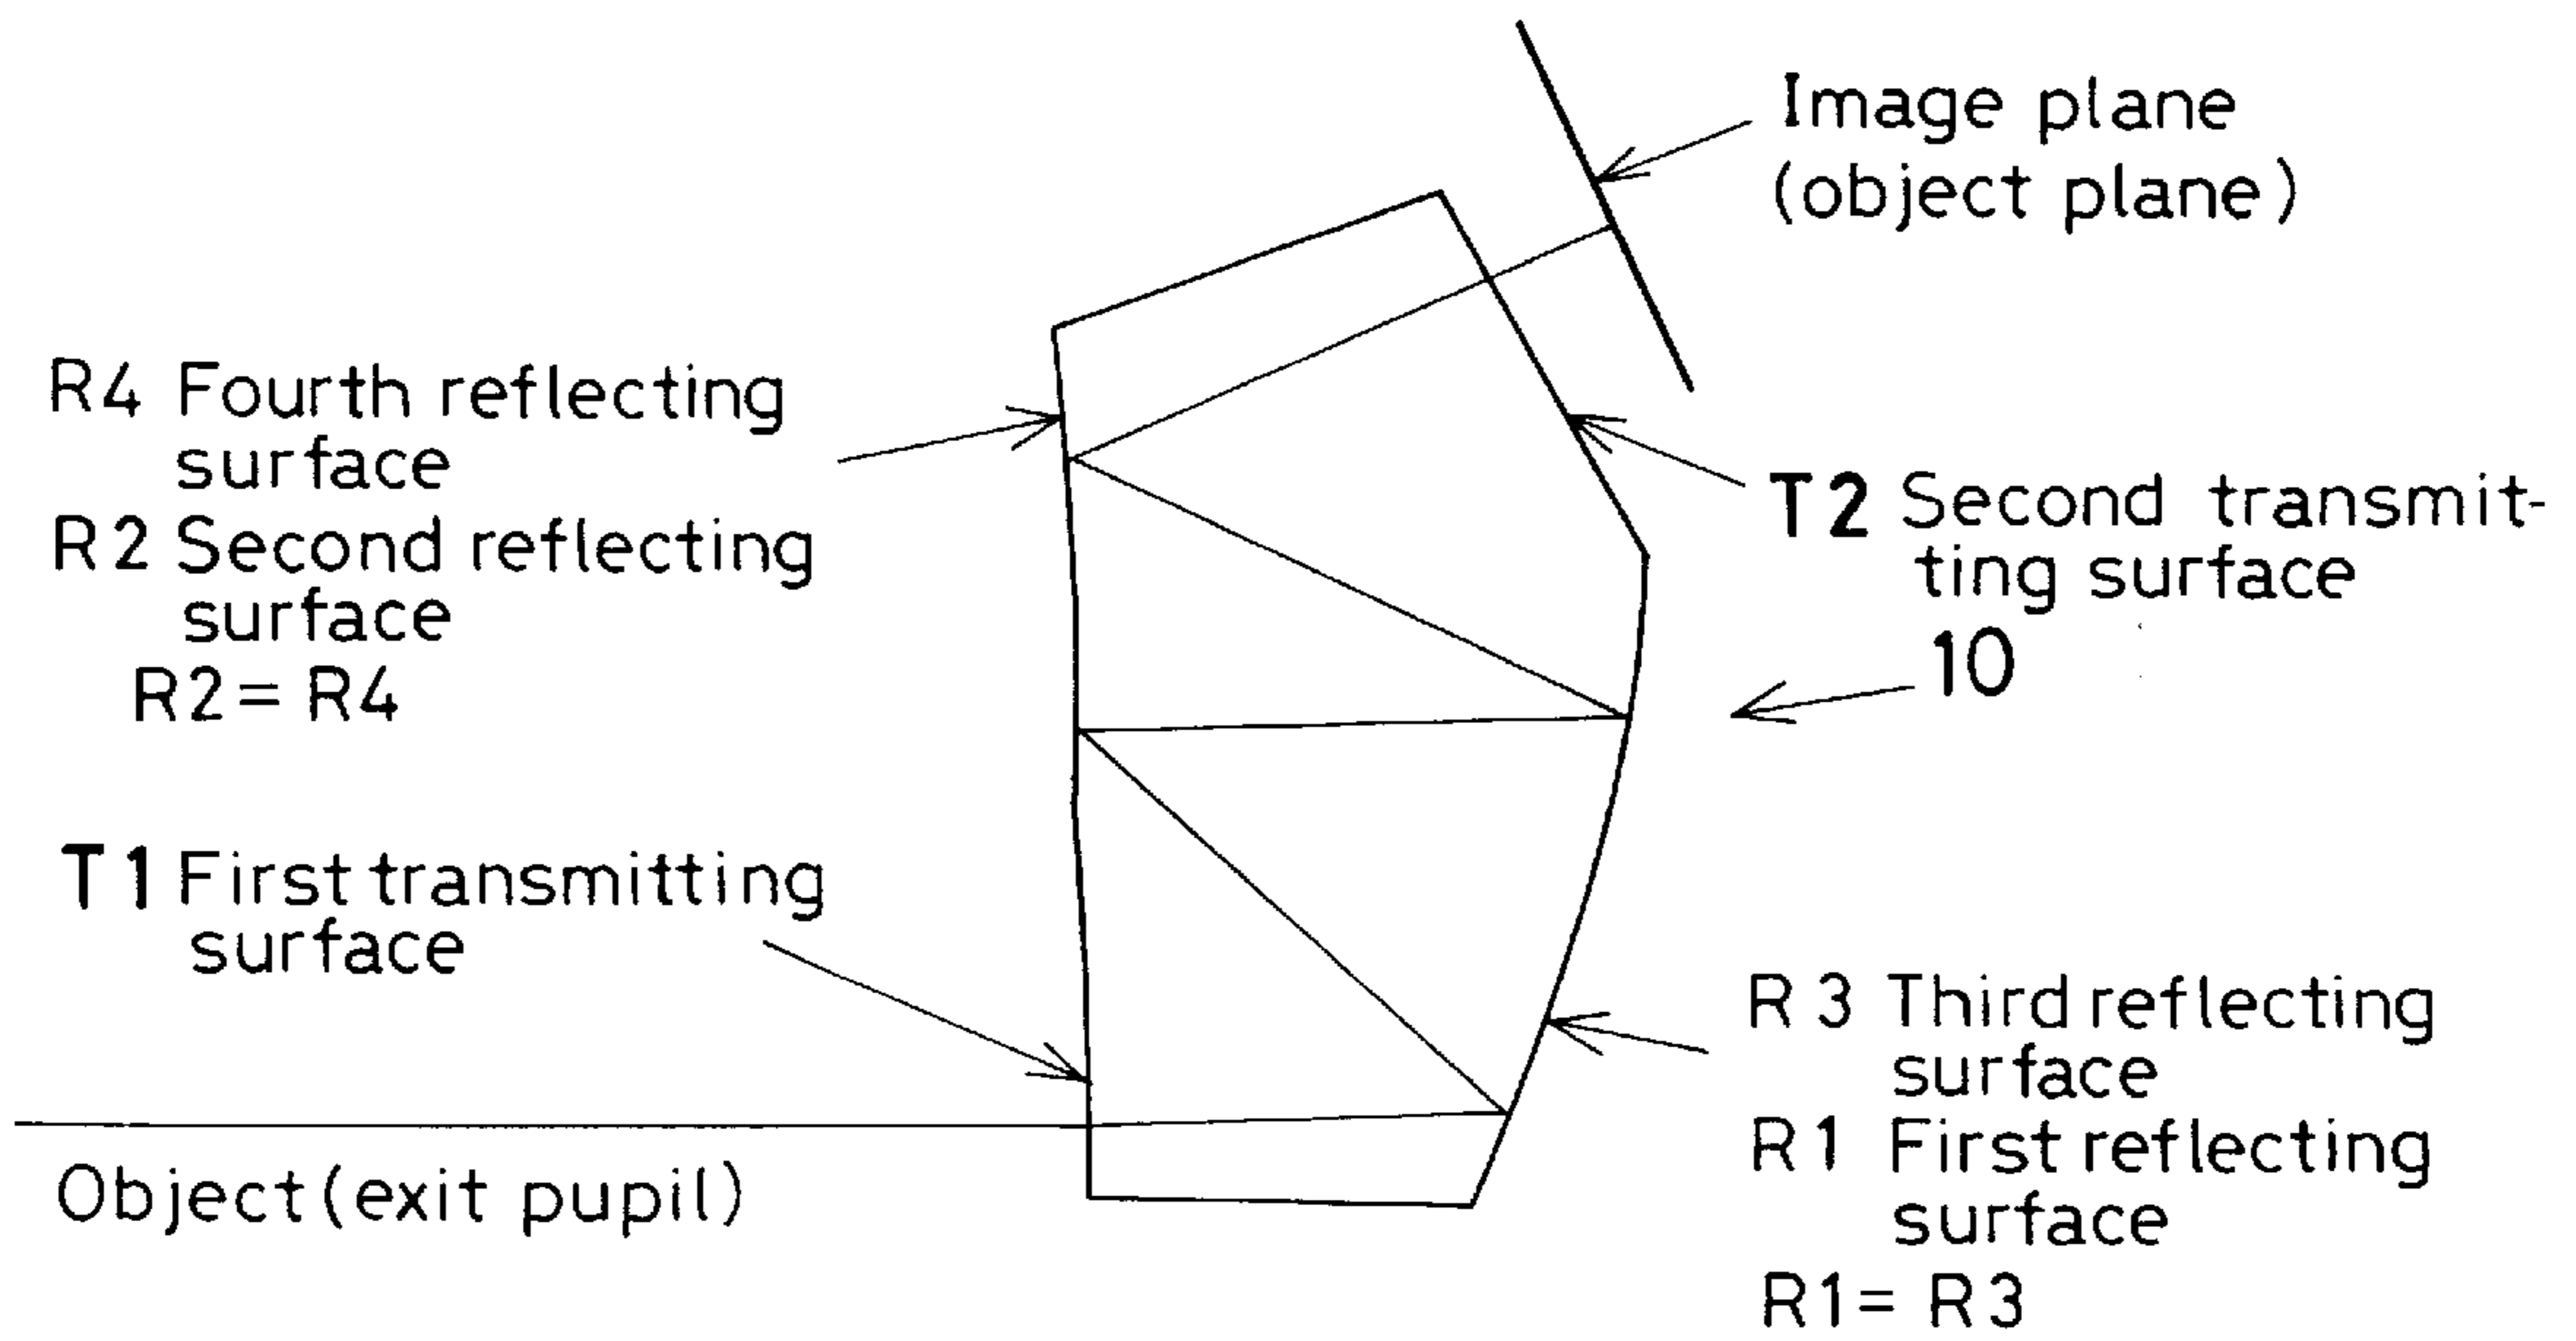 Image plane
(object plane)
R4 Fourth reflecting
surface
R2 Second reflecting
surface
R2 = R4
T2 Second transmit-
ting surface
10
T1 First transmitting
surface
R3 Third reflecting
surface
R1 First reflecting
surface
R1 = R3
Object (exit pupil)